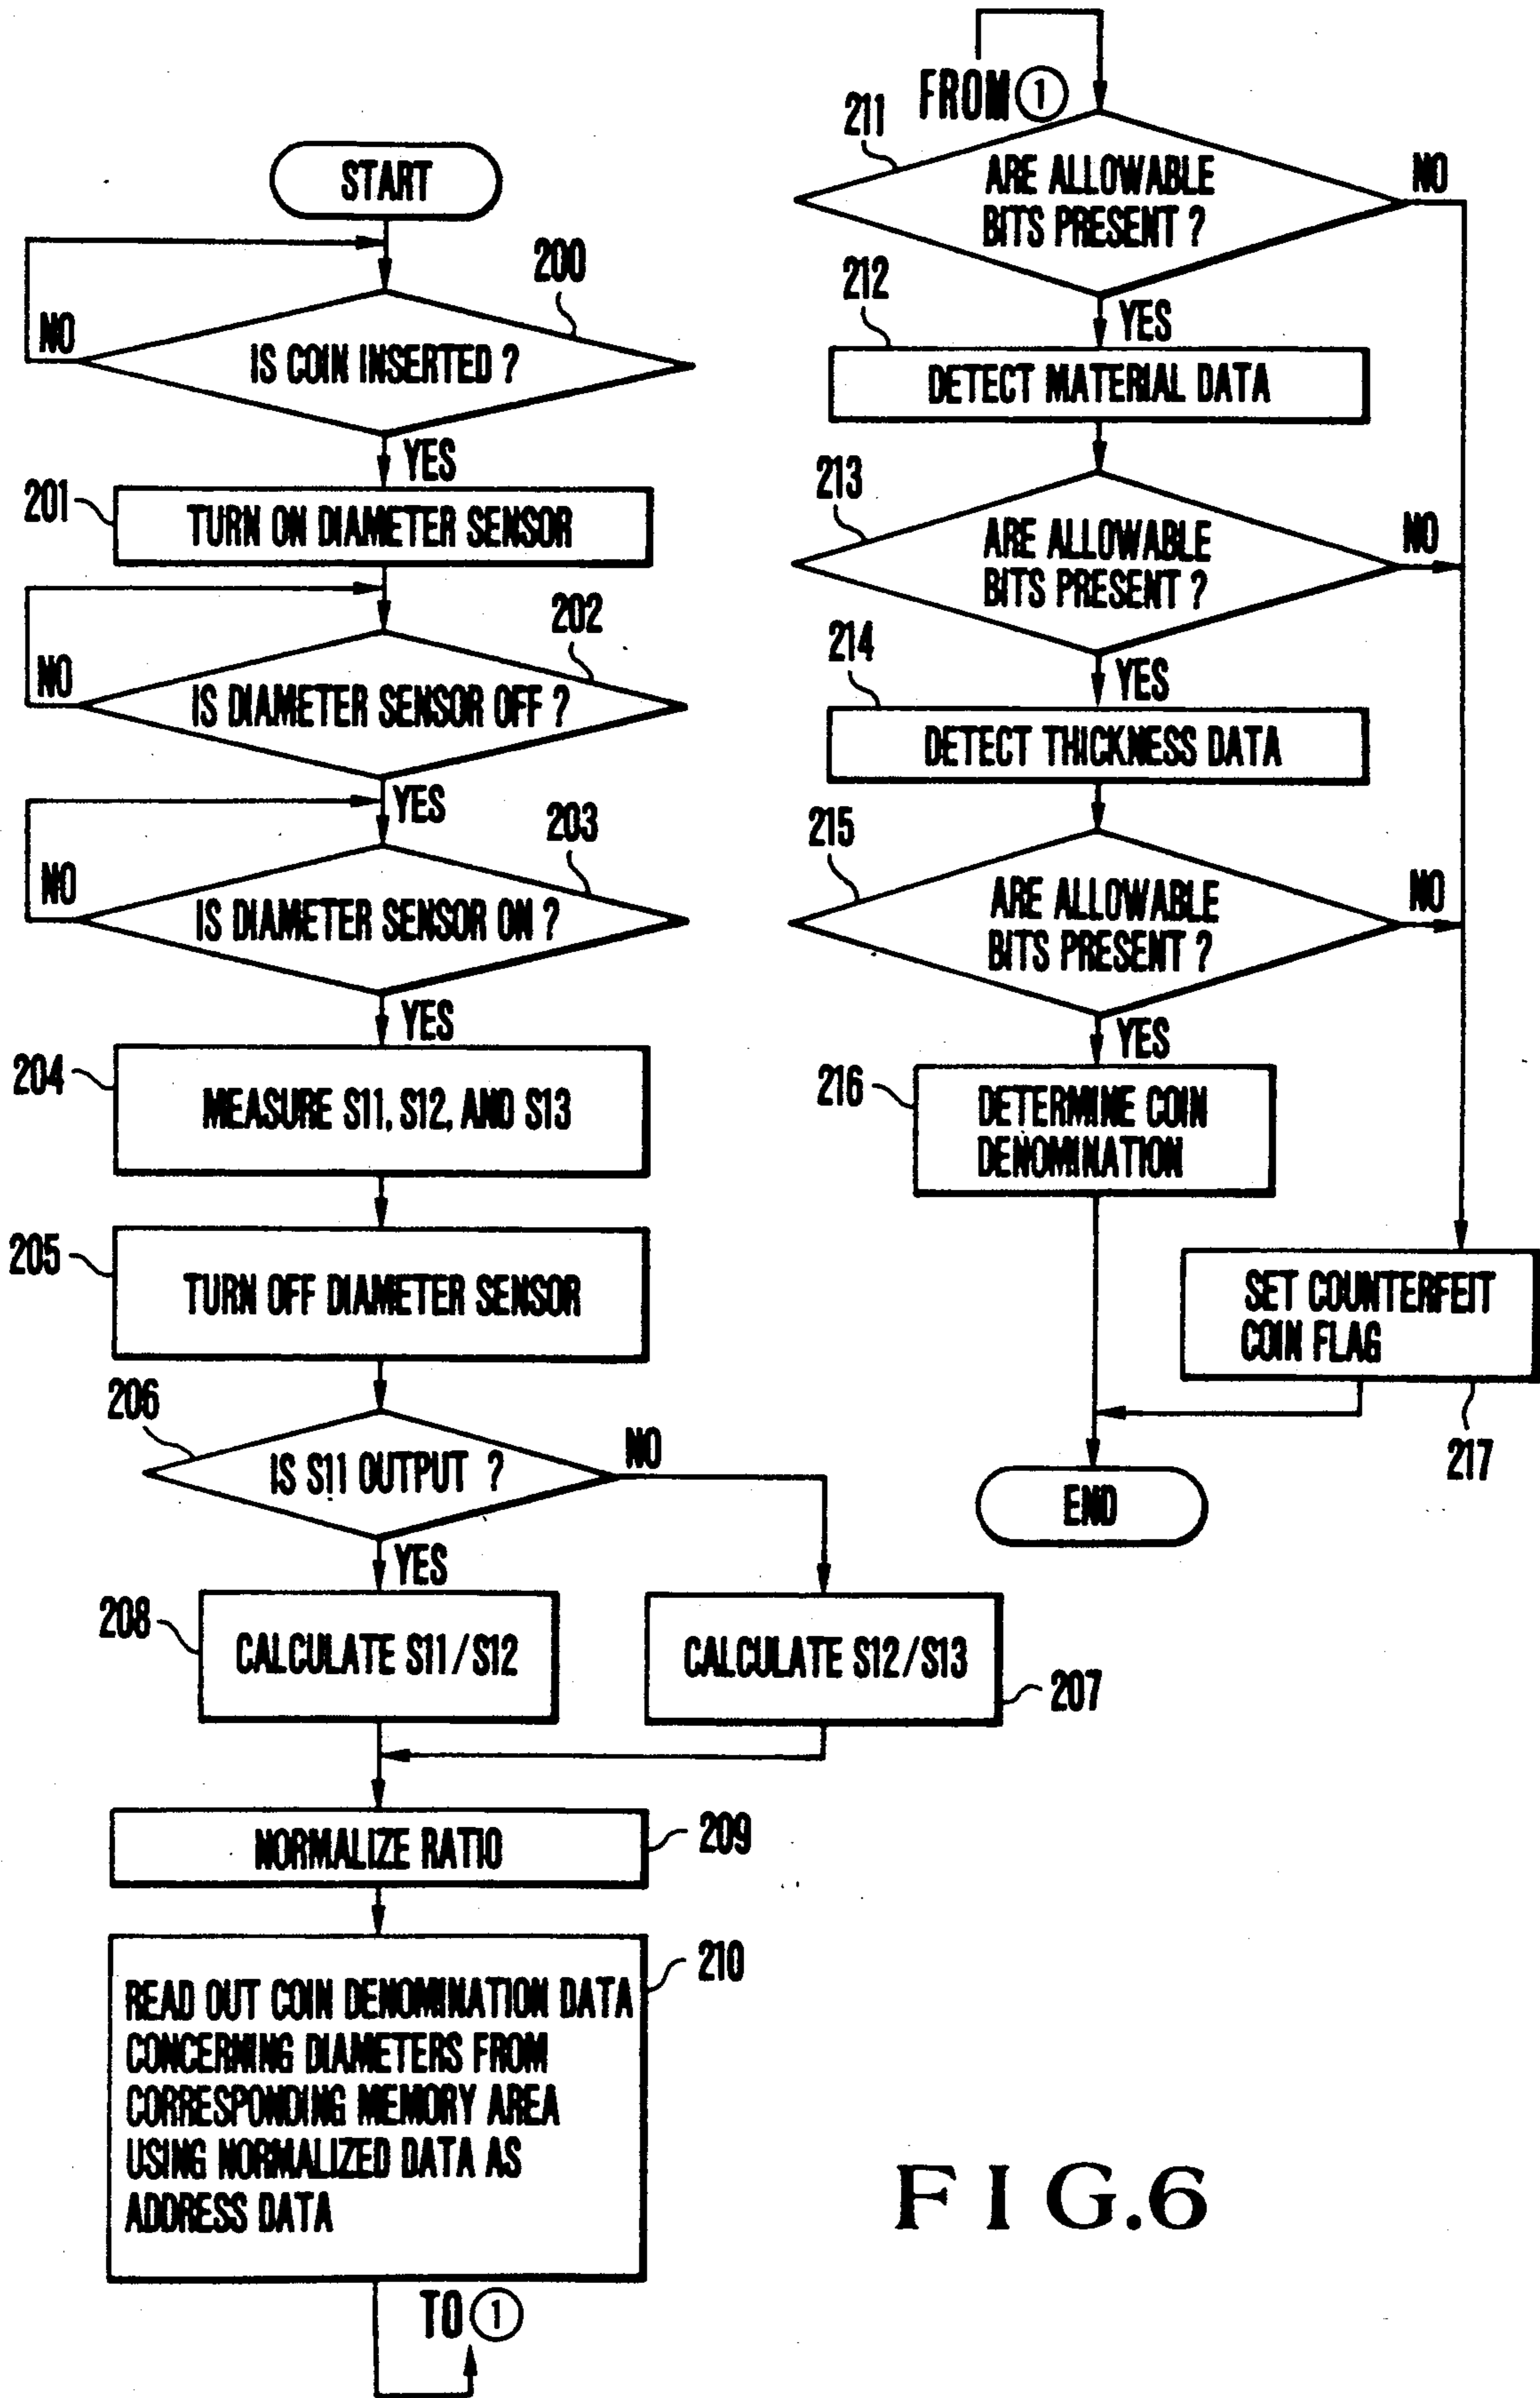 START
200
NO
IS COIN INSERTED ?
YES
201
TURN ON DIAMETER SENSOR
202
NO
IS DIAMETER SENSOR OFF ?
YES
203
NO
IS DIAMETER SENSOR ON ?
YES
204
MEASURE S11, S12, AND S13
205
TURN OFF DIAMETER SENSOR
206
IS S11 OUTPUT ?
NO
YES
208
CALCULATE S11/S12
CALCULATE S12/S13
207
NORMALIZE RATIO
209
210
READ OUT COIN DENOMINATION DATA
CONCERNING DIAMETERS FROM
CORRESPONDING MEMORY AREA
USING NORMALIZED DATA AS
ADDRESS DATA
TO 1
FROM 1
211
ARE ALLOWABLE
BITS PRESENT ?
NO
YES
212
DETECT MATERIAL DATA
213
ARE ALLOWABLE
BITS PRESENT ?
NO
YES
214
DETECT THICKNESS DATA
215
ARE ALLOWABLE
BITS PRESENT ?
NO
YES
216
DETERMINE COIN
DENOMINATION
SET COUNTERFEIT
COIN FLAG
217
END
FIG.6